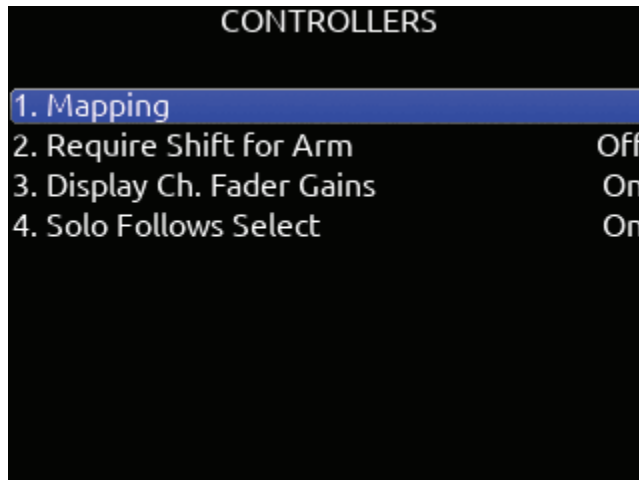 CONTROLLERS
1. Mapping
2. Require Shift for Arm Off
3. Display Ch. Fader Gains On
4. Solo Follows Select On